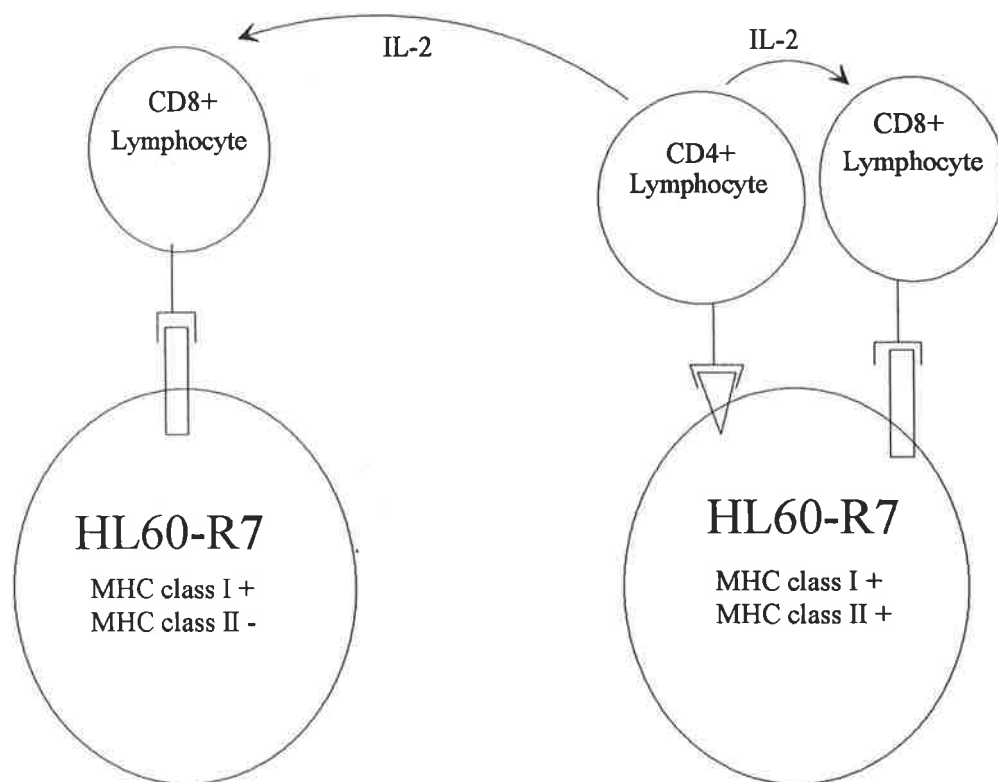 IL-2
IL-2
CD8+
Lymphocyte
CD4+
Lymphocyte
CD8+
Lymphocyte
HL60-R7
MHC class I +
MHC class II -
HL60-R7
MHC class I +
MHC class II +